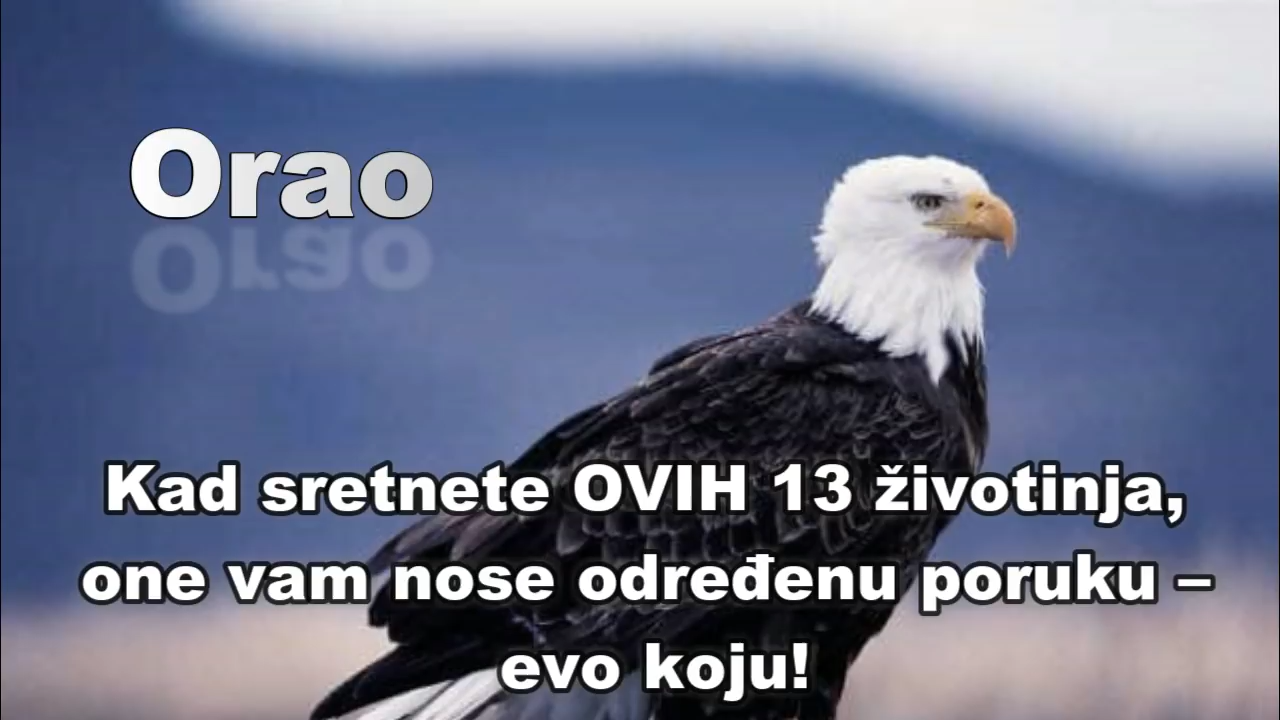 Orao
Kad sretnete OVIH 13 životinja,
one vam nose određenu poruku –
evo koju!